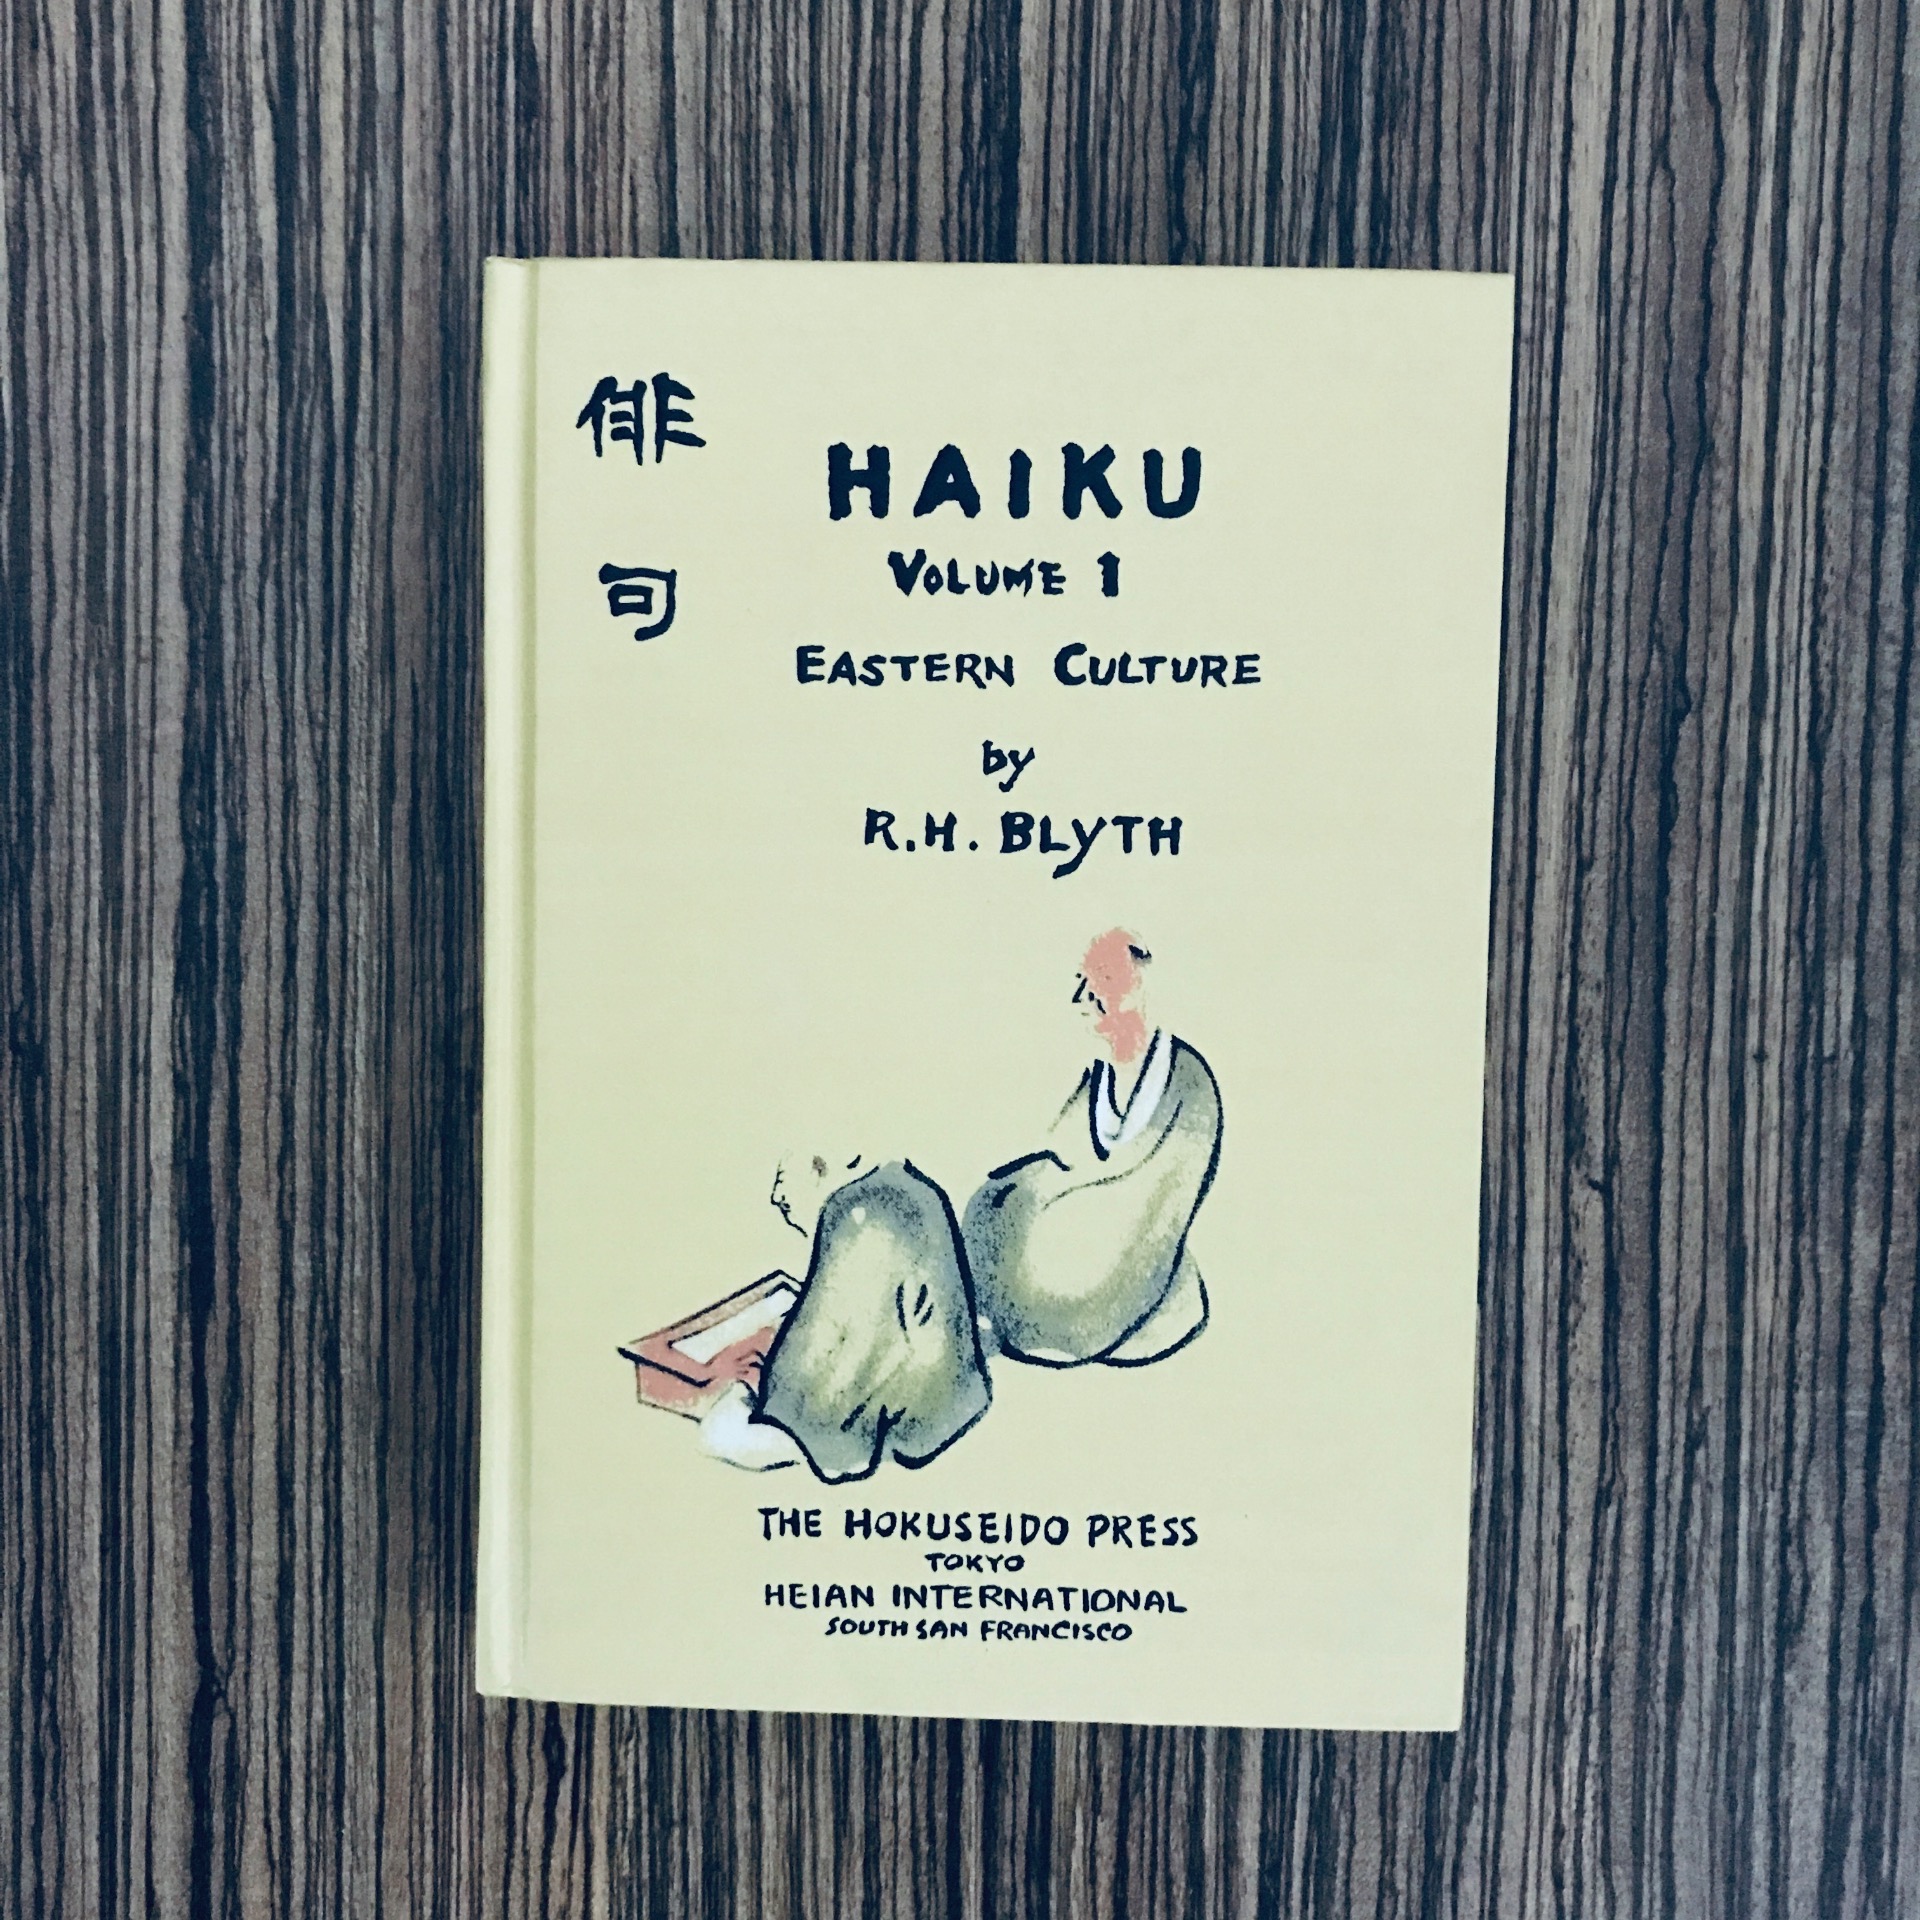 俳句
HAIKU
VOLUME 1
EASTERN CULTURE
by
R.H. BLYTH
THE HOKUSEIDO PRESS
TOKYO
HEIAN INTERNATIONAL
SOUTH SAN FRANCISCO